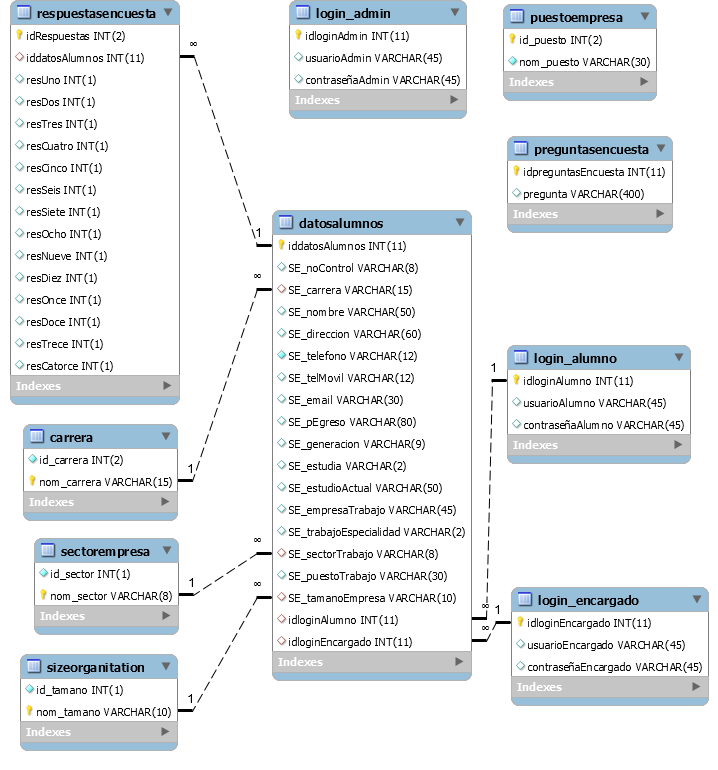 respuestasencuesta
idRespuestas INT(2)
iddatosAlumnos INT(11)
resUno INT(1)
resDos INT(1)
resTres INT(1)
resCuatro INT(1)
resCinco INT(1)
resSeis INT(1)
resSiete INT(1)
resOcho INT(1)
resNueve INT(1)
resDiez INT(1)
resOnce INT(1)
resDoce INT(1)
resTrece INT(1)
resCatorce INT(1)
Indexes
login_admin
idloginAdmin INT(11)
usuarioAdmin VARCHAR(45)
contraseñaAdmin VARCHAR(45)
Indexes
puestoempresa
id_puesto INT(2)
nom_puesto VARCHAR(30)
Indexes
preguntasencuesta
idpreguntasEncuesta INT(11)
pregunta VARCHAR(400)
Indexes
∞
1
datosalumnos
iddatosAlumnos INT(11)
SE_noControl VARCHAR(8)
SE_carrera VARCHAR(15)
SE_nombre VARCHAR(50)
SE_direccion VARCHAR(60)
SE_telefono VARCHAR(12)
SE_telMovil VARCHAR(12)
SE_email VARCHAR(30)
SE_pEgreso VARCHAR(80)
SE_generacion VARCHAR(9)
SE_estudia VARCHAR(2)
SE_estudioActual VARCHAR(50)
SE_empresaTrabajo VARCHAR(45)
SE_trabajoEspecialidad VARCHAR(2)
SE_sectorTrabajo VARCHAR(8)
SE_puestoTrabajo VARCHAR(30)
SE_tamanoEmpresa VARCHAR(10)
idloginAlumno INT(11)
idloginEncargado INT(11)
Indexes
carrera
id_carrera INT(2)
nom_carrera VARCHAR(15)
Indexes
1
∞
sectorempresa
id_sector INT(1)
nom_sector VARCHAR(8)
Indexes
1
∞
sizeorganitation
id_tamano INT(1)
nom_tamano VARCHAR(10)
Indexes
1
∞
login_alumno
idloginAlumno INT(11)
usuarioAlumno VARCHAR(45)
contraseñaAlumno VARCHAR(45)
Indexes
1
∞
login_encargado
idloginEncargado INT(11)
usuarioEncargado VARCHAR(45)
contraseñaEncargado VARCHAR(45)
Indexes
1
∞